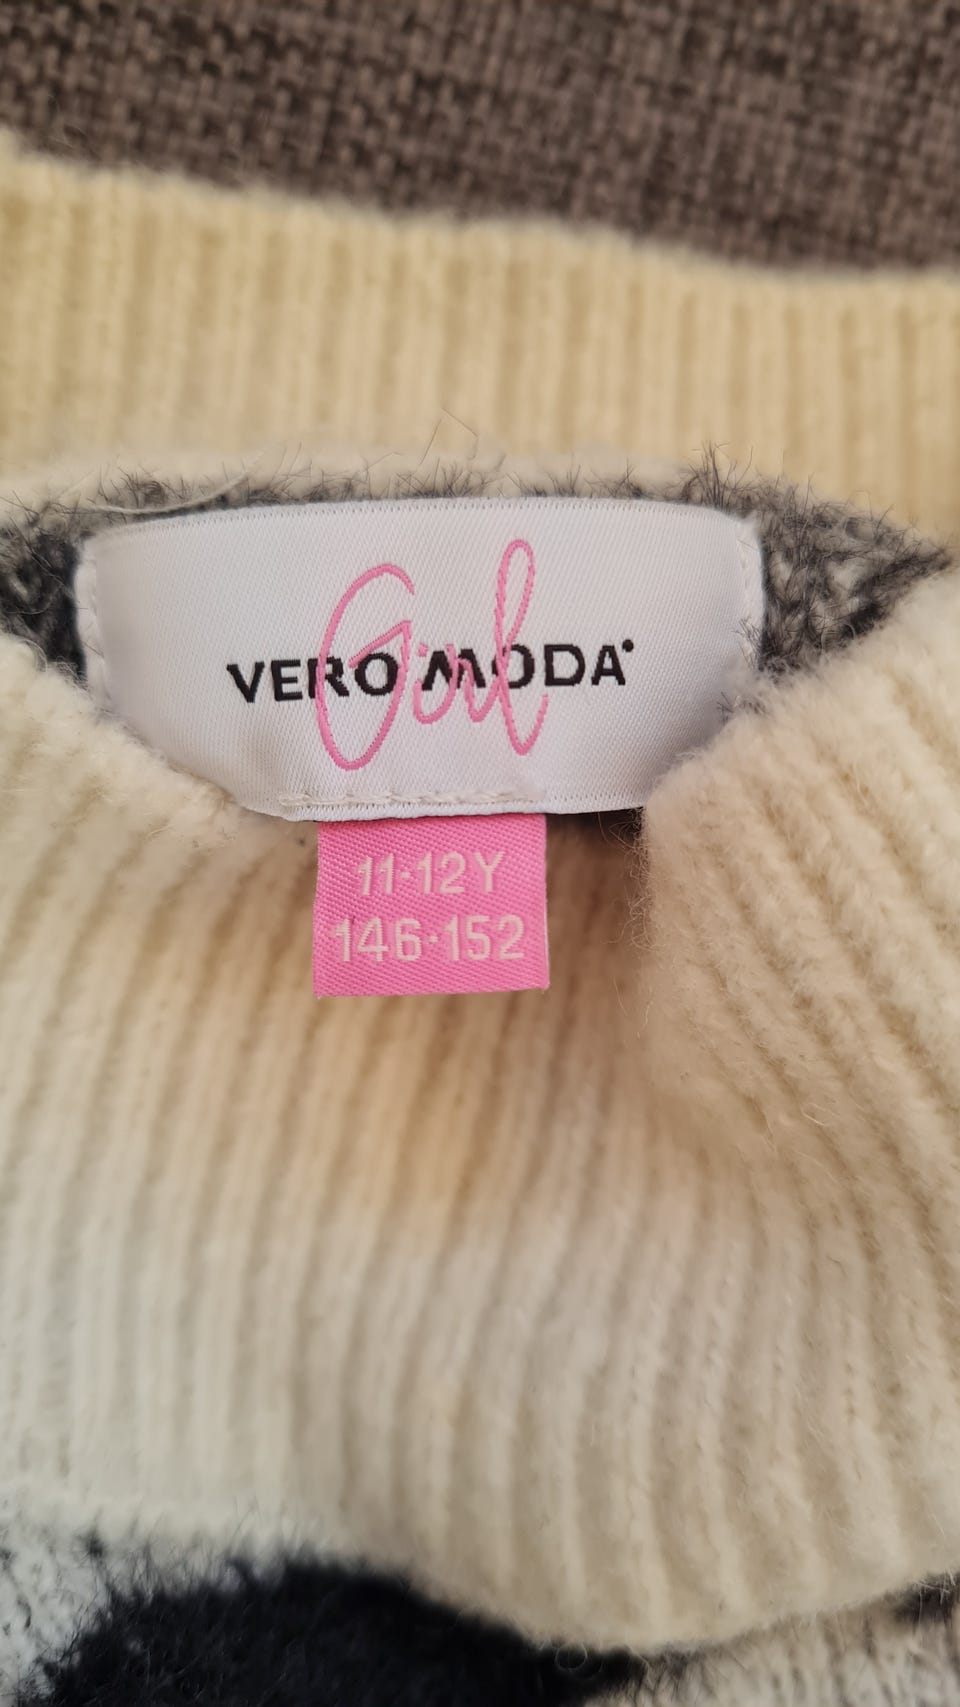 VERO MODA
Girl
11-12Y
146-152